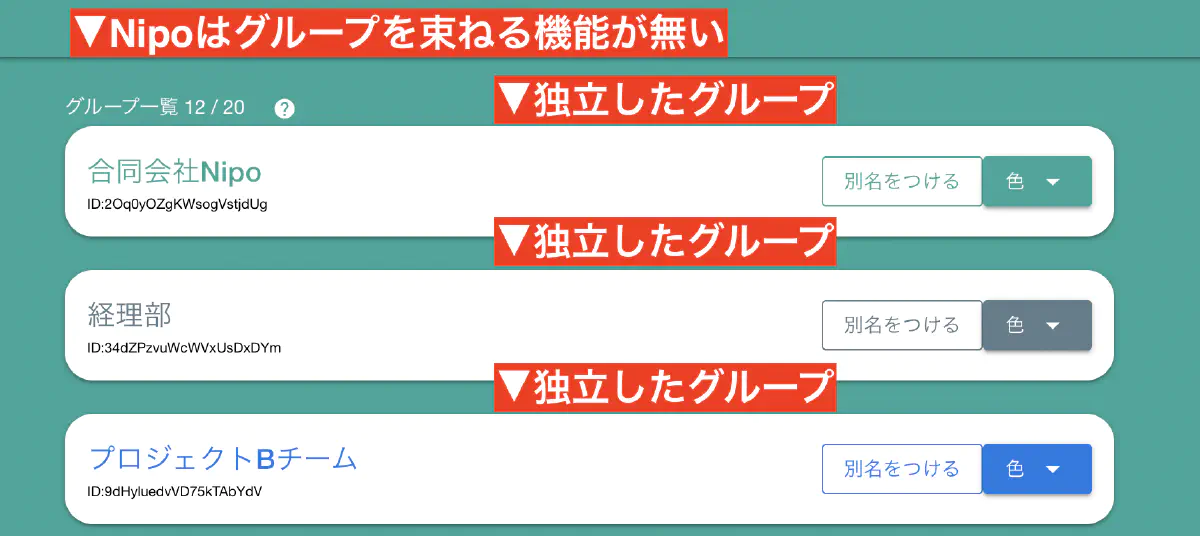 ▼Nipoはグループを束ねる機能が無い
▼独立したグループ
グループ一覧 12 / 20 ?
合同会社Nipo
別名をつける 色
ID:2Oq0yOZgKWsogVstjdUg
▼独立したグループ
経理部
別名をつける 色
ID:34dZPzvuWcWVxUsDxDYm
▼独立したグループ
プロジェクトBチーム
別名をつける 色
ID:9dHyluedvVD75kTAbYdV